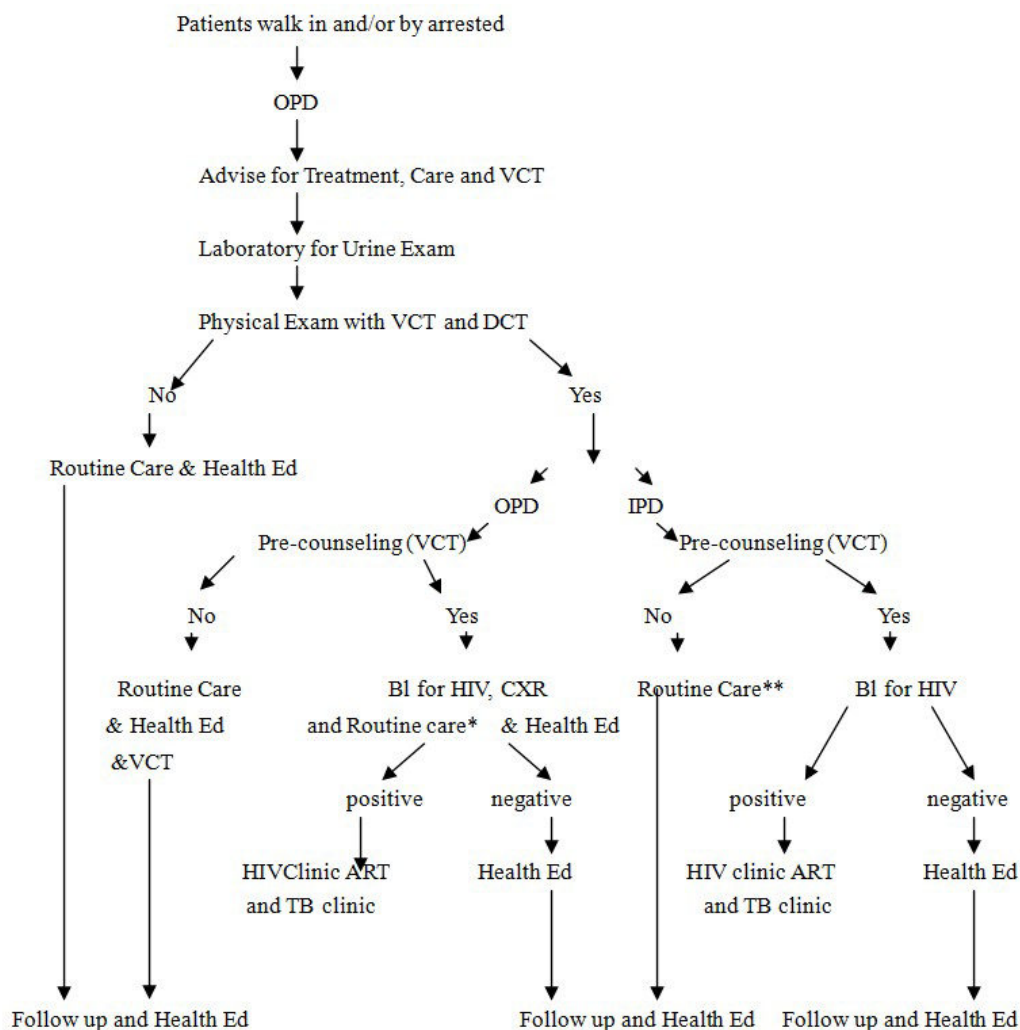 Patients walk in and/or by arrested
OPD
Advise for Treatment, Care and VCT
Laboratory for Urine Exam
Physical Exam with VCT and DCT
No
Yes
Routine Care & Health Ed
OPD
IPD
Pre-counseling (VCT)
Pre-counseling (VCT)
No
Yes
No
Yes
Routine Care
& Health Ed
&VCT
Bl for HIV, CXR
and Routine care* & Health Ed
Routine Care**
Bl for HIV
positive
negative
positive
negative
HIVClinic ART
and TB clinic
Health Ed
HIV clinic ART
and TB clinic
Health Ed
Follow up and Health Ed
Follow up and Health Ed
Follow up and Health Ed